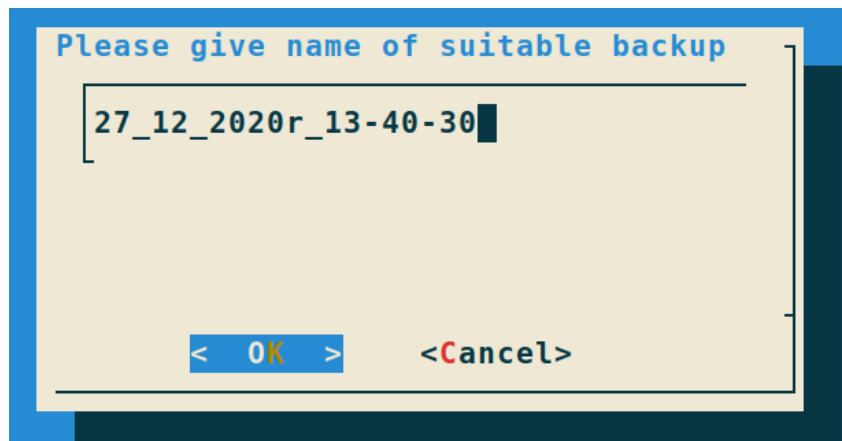 Please give name of suitable backup
27_12_2020r_13-40-30
<  OK  > <Cancel>